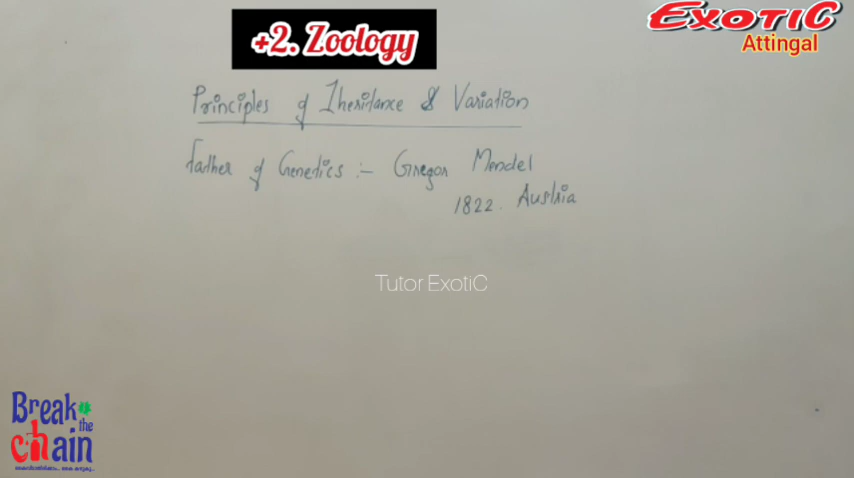 EXOTIC
Attingal
+2. Zoology
Principles of Inheritance & Variation
Father of Genetics :- Gregor Mendel
1822. Austria
Tutor ExotiC
Break
the
chain